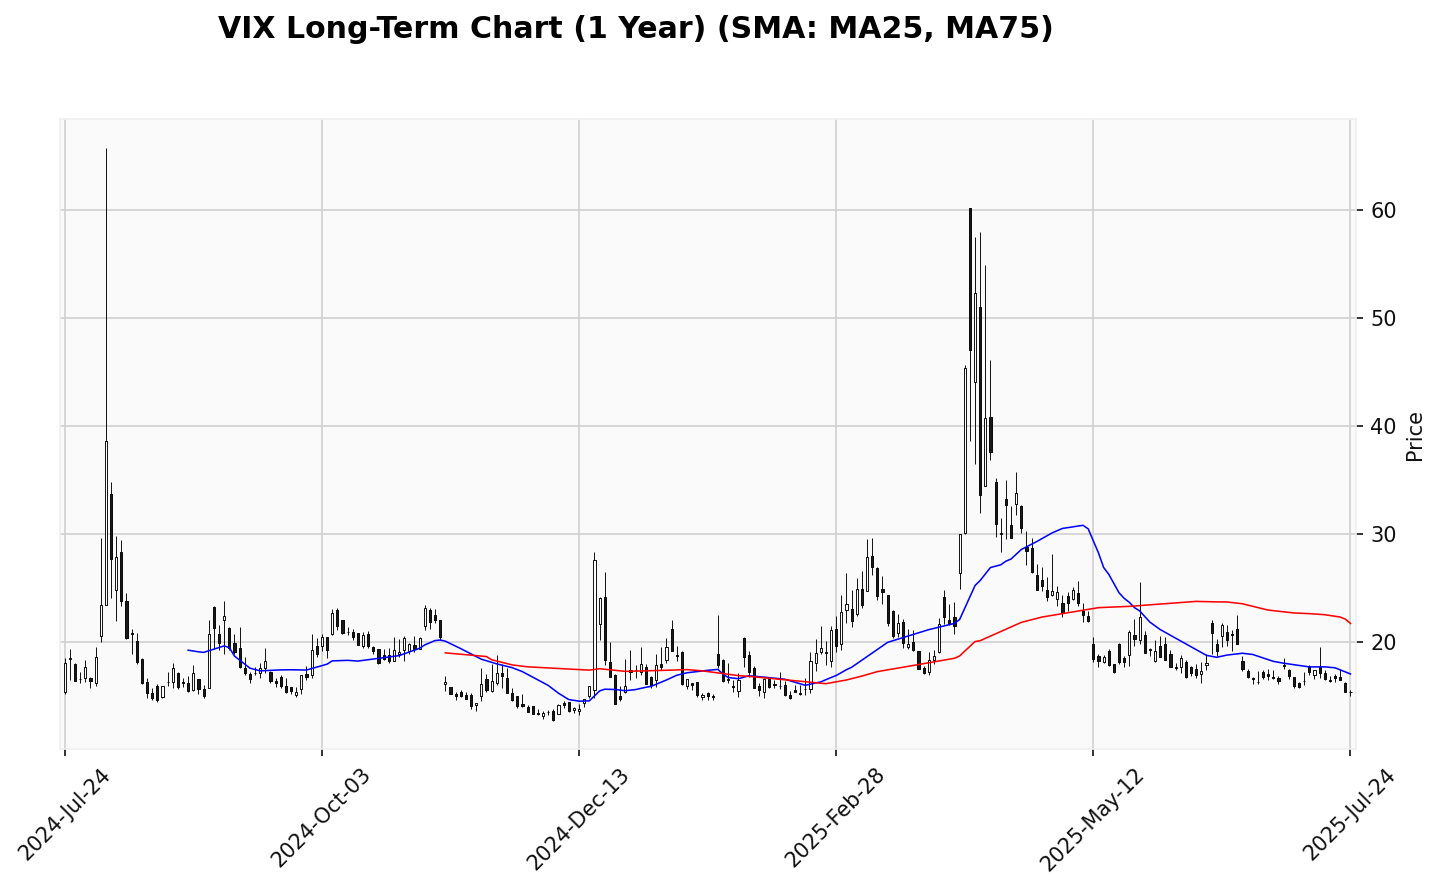 VIX Long-Term Chart (1 Year) (SMA: MA25, MA75)
60
50
40
30
20
Price
2024-Jul-24
2024-Oct-03
2024-Dec-13
2025-Feb-28
2025-May-12
2025-Jul-24